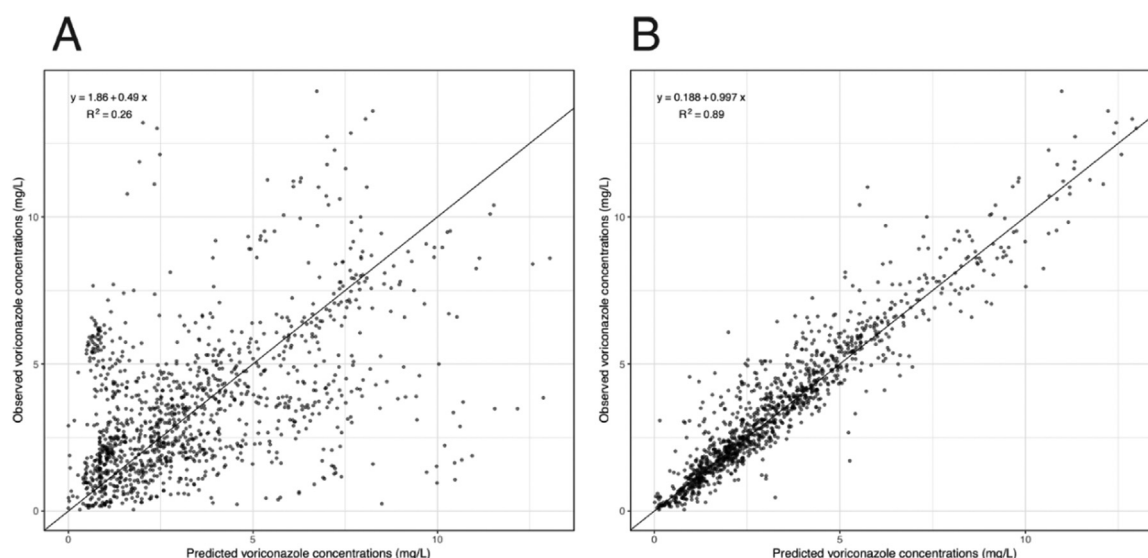 A
B
y = 1.86 + 0.49 x
R² = 0.26
Observed voriconazole concentrations (mg/L)
10
5
0
0
5
10
Predicted voriconazole concentrations (mg/L)
y = 0.188 + 0.997 x
R² = 0.89
Observed voriconazole concentrations (mg/L)
10
5
0
0
5
10
Predicted voriconazole concentrations (mg/L)